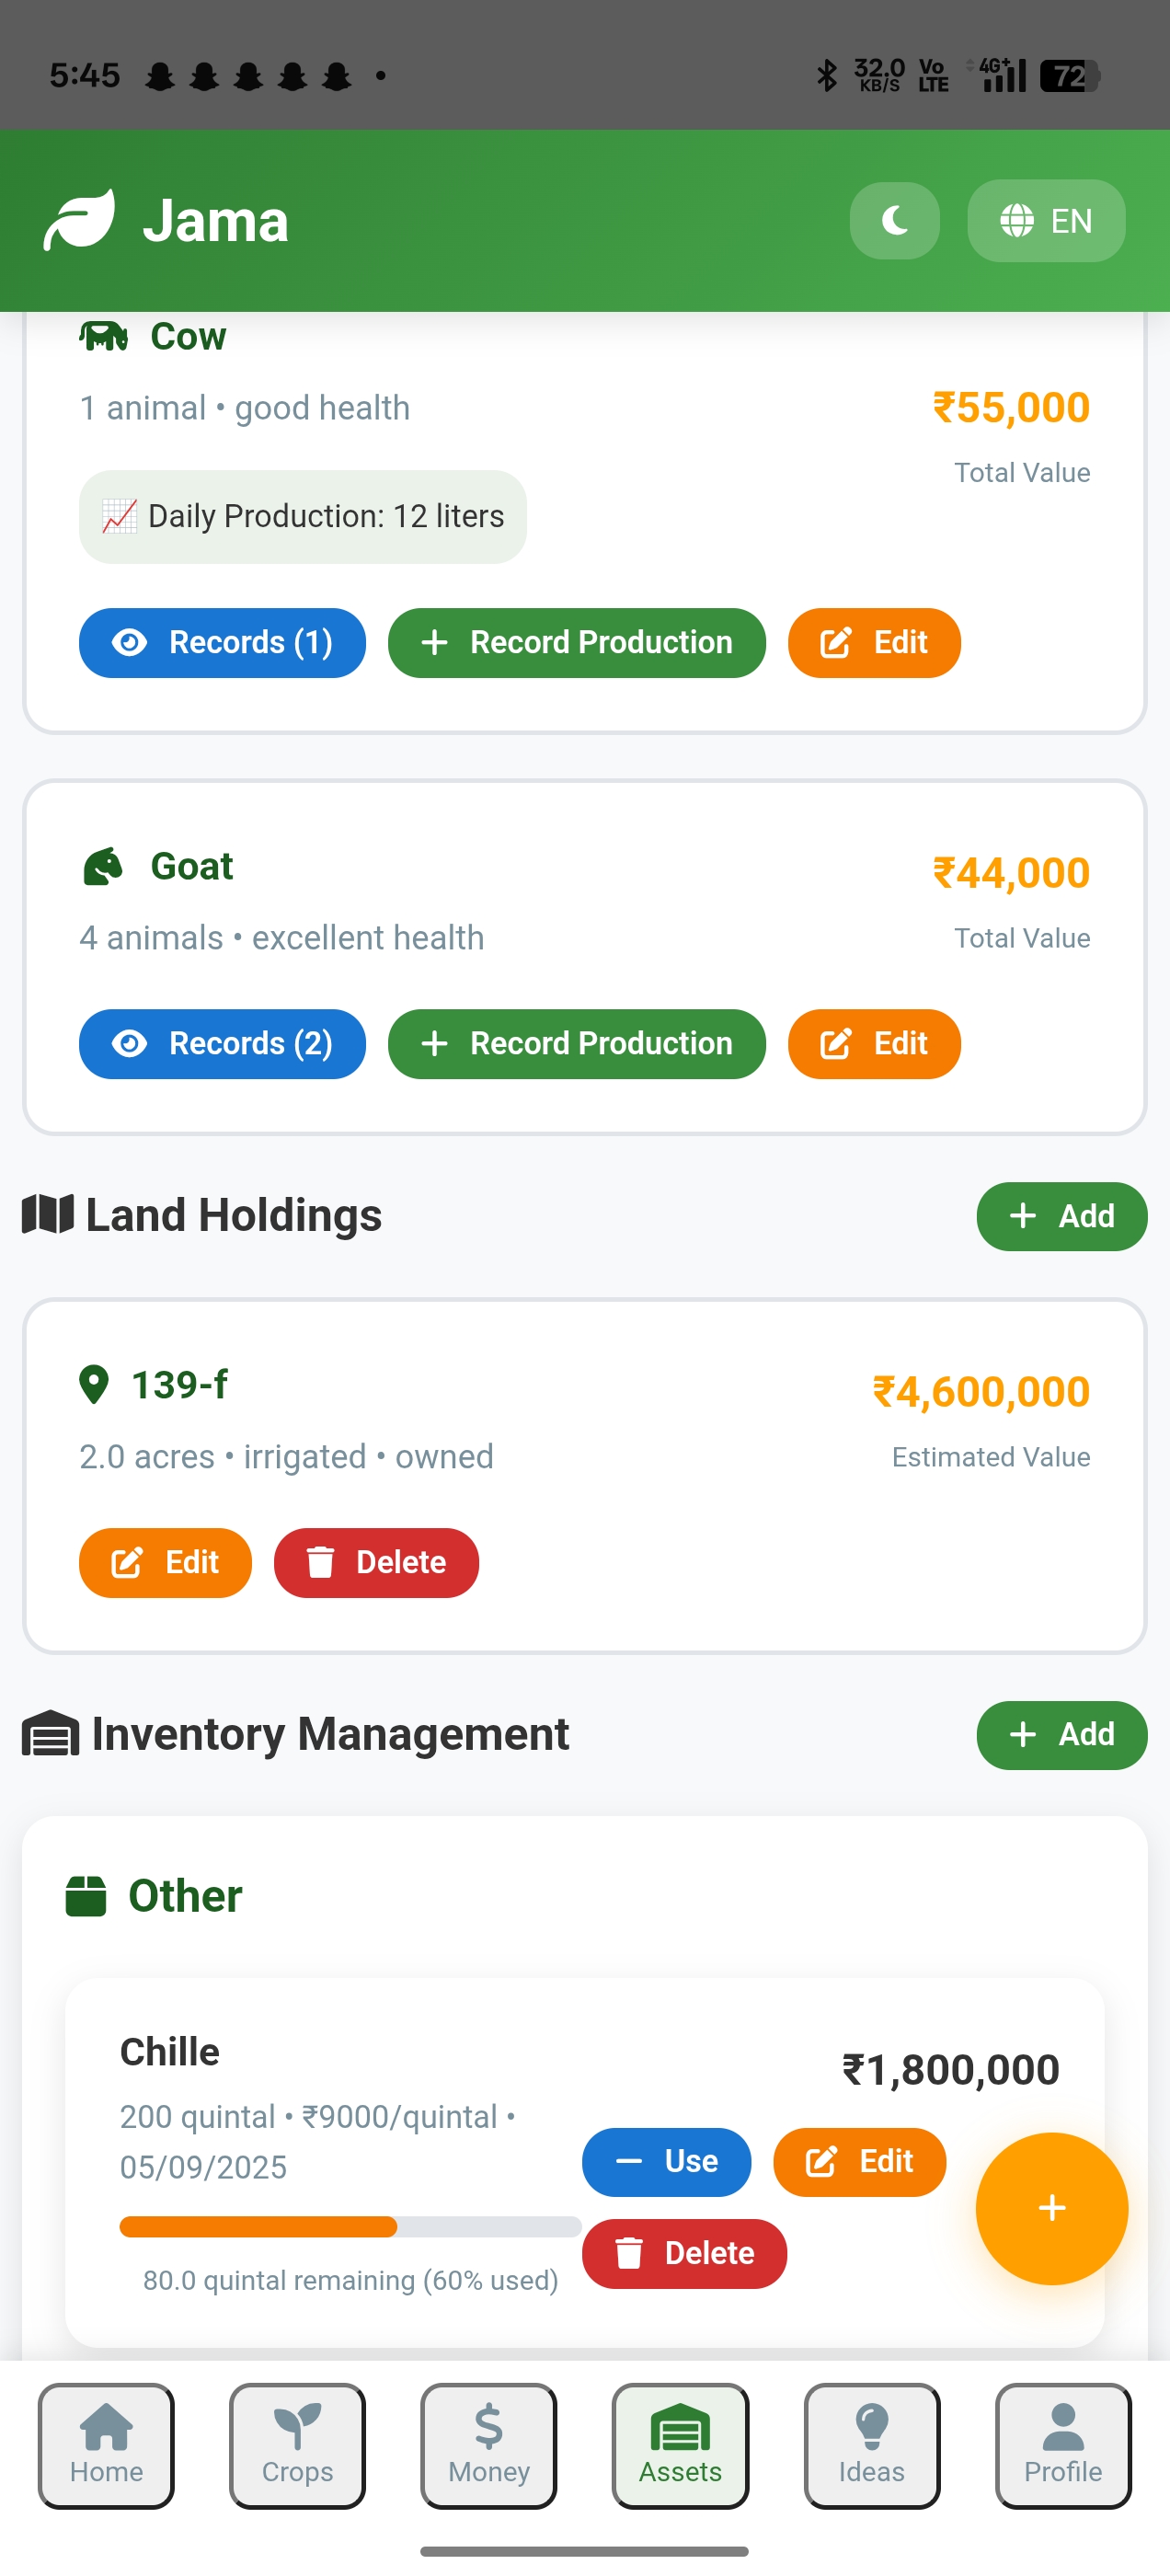 5:45
32.0 KB/S Vo LTE 4G+ 72
Jama
EN
Cow
1 animal • good health
₹55,000
Total Value
Daily Production: 12 liters
Records (1)
+ Record Production
Edit
Goat
₹44,000
4 animals • excellent health
Total Value
Records (2)
+ Record Production
Edit
Land Holdings
+ Add
139-f
₹4,600,000
2.0 acres • irrigated • owned
Estimated Value
Edit
Delete
Inventory Management
+ Add
Other
Chille
₹1,800,000
200 quintal • ₹9000/quintal •
05/09/2025
− Use
Edit
Delete
+
80.0 quintal remaining (60% used)
Home
Crops
Money
Assets
Ideas
Profile